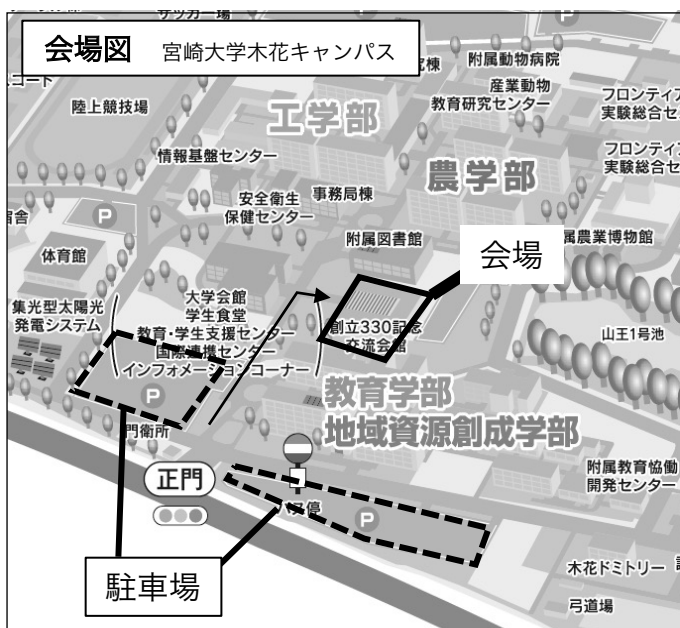 サッカー場
会場図 宮崎大学木花キャンパス
究棟
附属動物病院
産業動物
教育研究センター
フロンティア
実験総合セ
フロンティア
実験総合セ
P
コート
陸上競技場
工学部
情報基盤センター
農学部
安全衛生
保健センター
事務局棟
附属図書館
会場
属農業博物館
宿舎
P
体育館
集光型太陽光
発電システム
大学会館
学生食堂
教育・学生支援センター
国際連携センター
インフォメーションコーナー
創立330記念
交流会館
山王1号池
P
教育学部
地域資源創成学部
門衛所
正門
バス停
P
附属教育協働
開発センター
駐車場
木花ドミトリー
弓道場